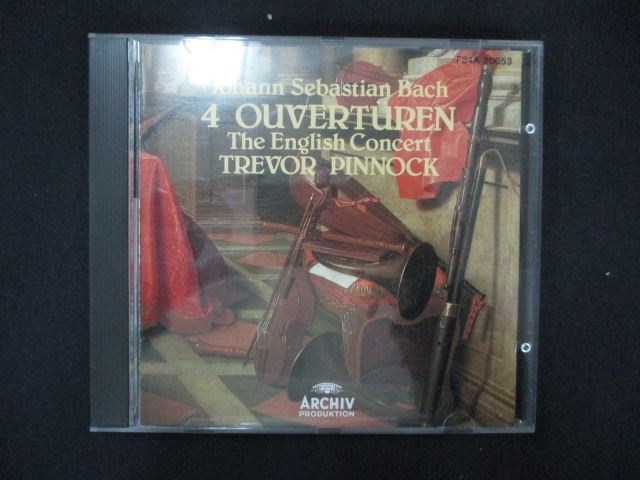 F24A 20053
Johann Sebastian Bach
4 OUVERTUREN
The English Concert
TREVOR PINNOCK
ARCHIV
PRODUKTION